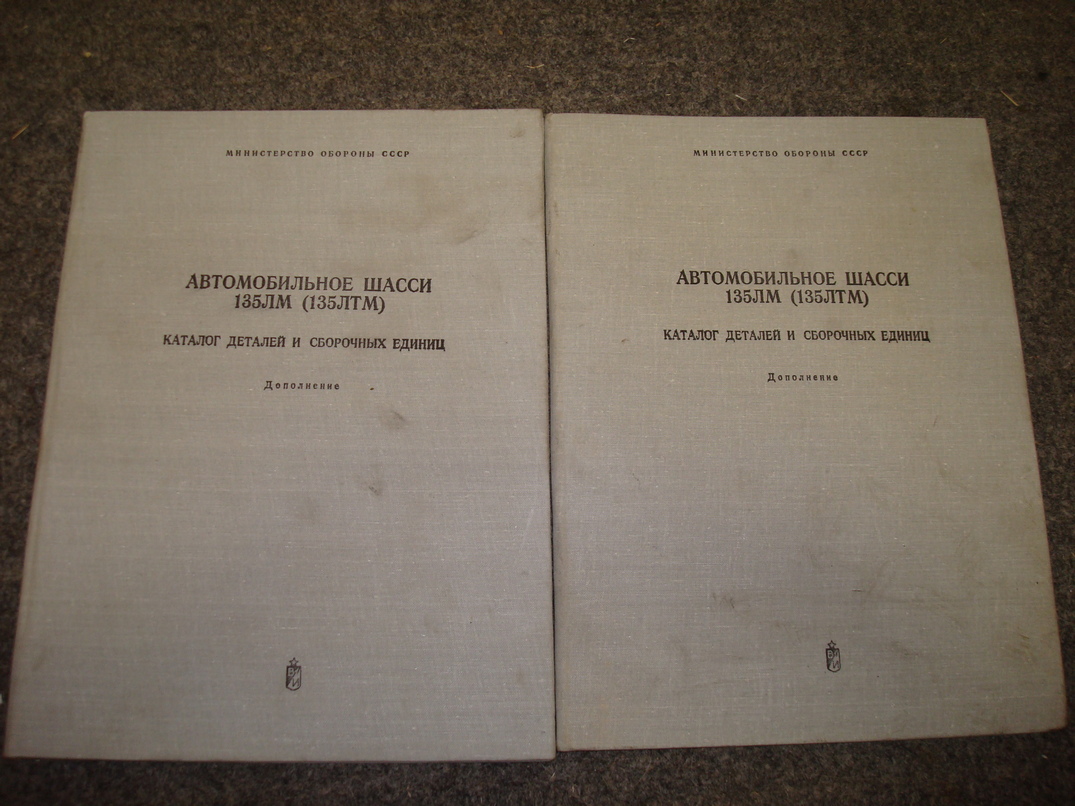 МИНИСТЕРСТВО ОБОРОНЫ СССР
АВТОМОБИЛЬНОЕ ШАССИ
135ЛМ (135ЛТМ)
КАТАЛОГ ДЕТАЛЕЙ И СБОРОЧНЫХ ЕДИНИЦ
Дополнение
МИНИСТЕРСТВО ОБОРОНЫ СССР
АВТОМОБИЛЬНОЕ ШАССИ
135ЛМ (135ЛТМ)
КАТАЛОГ ДЕТАЛЕЙ И СБОРОЧНЫХ ЕДИНИЦ
Дополнение